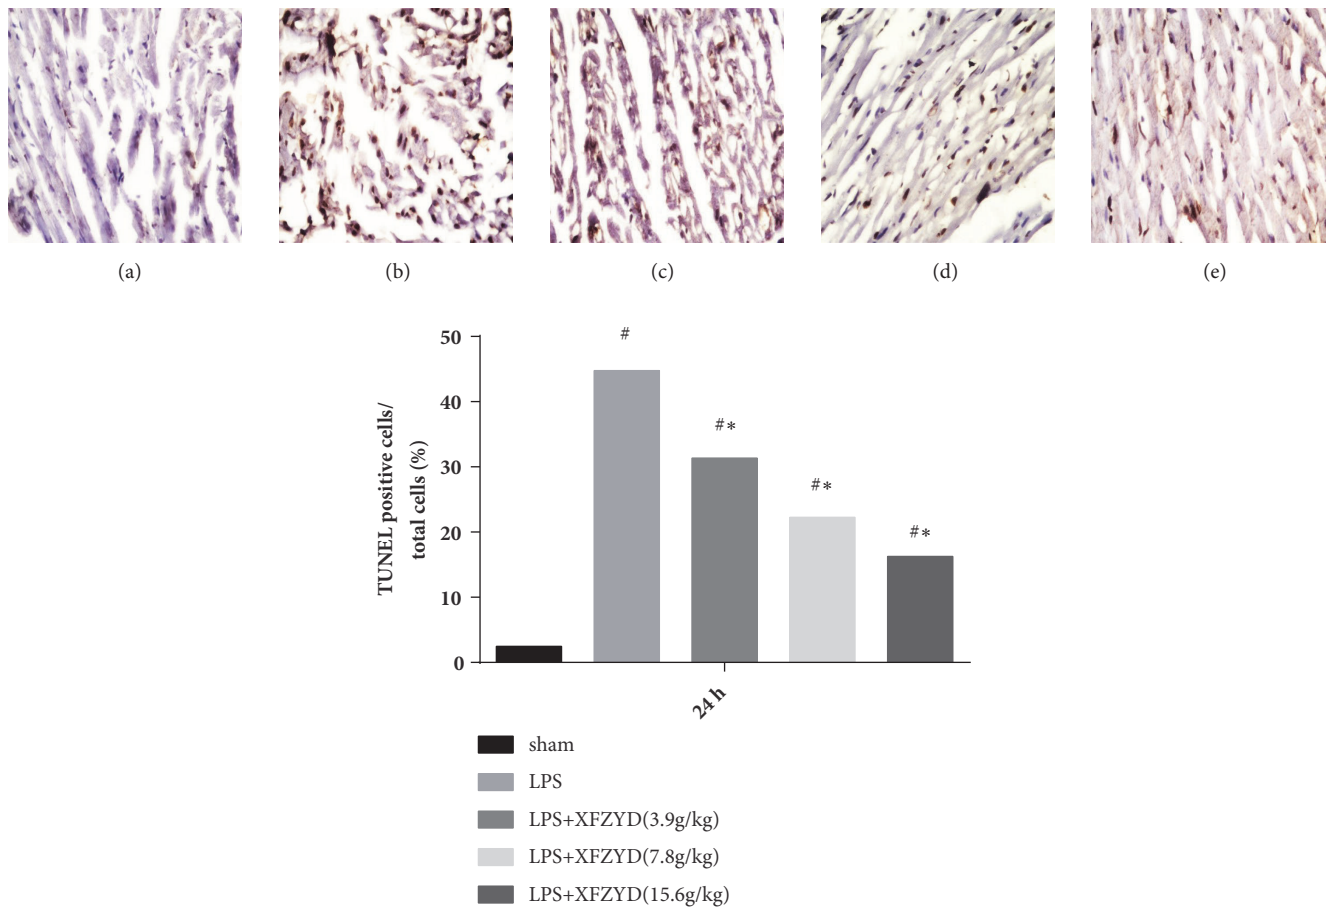 (a)
(b)
(c)
(d)
(e)
TUNEL positive cells/
total cells (%)
50
40
30
20
10
0
#
#*
#*
#*
24 h
sham
LPS
LPS+XFZYD(3.9g/kg)
LPS+XFZYD(7.8g/kg)
LPS+XFZYD(15.6g/kg)